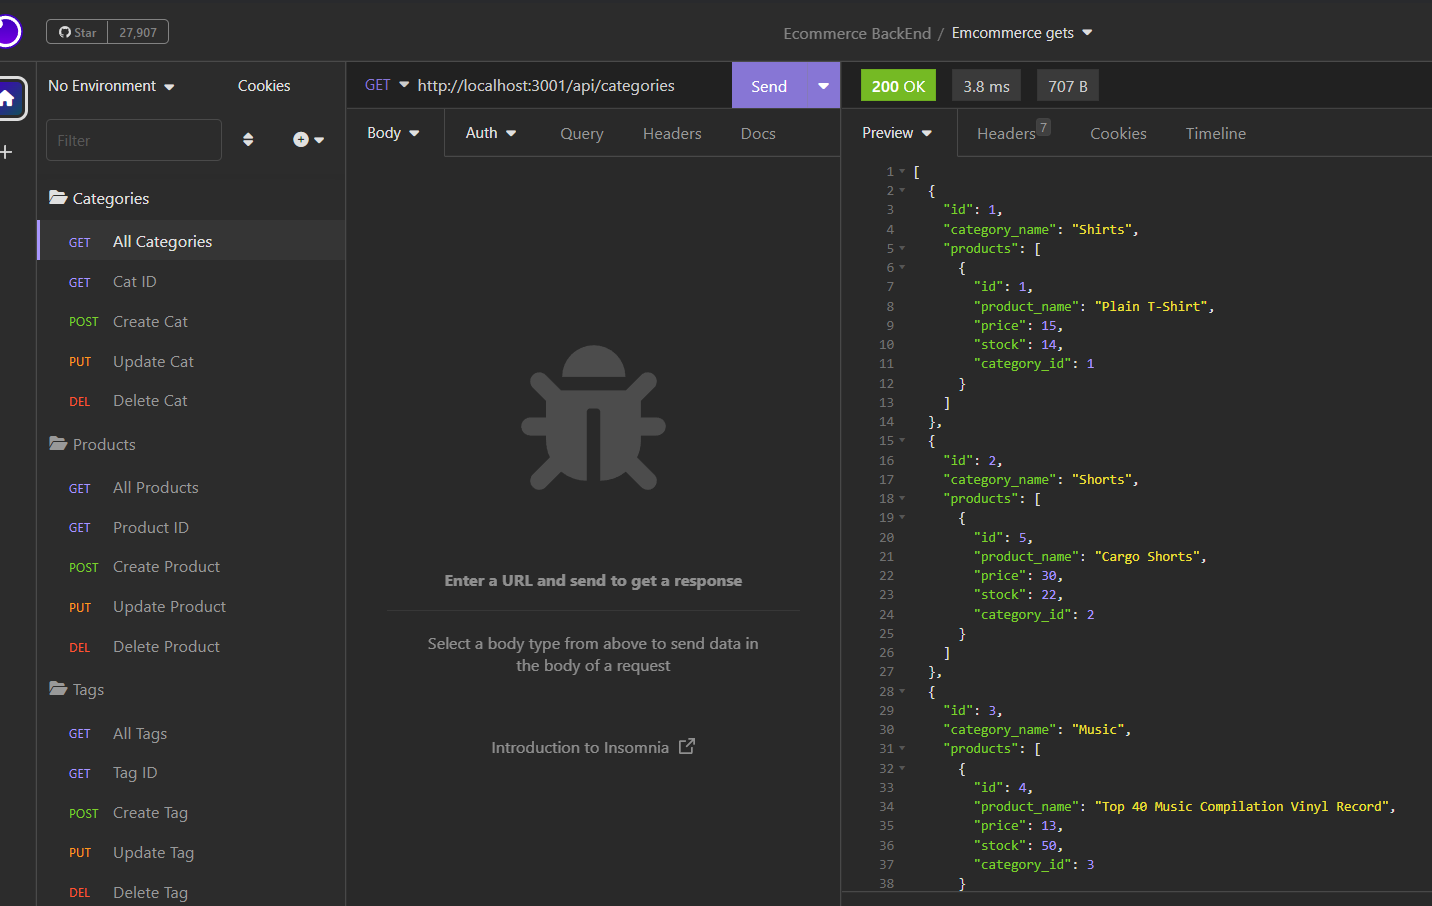 Star 27,907
Ecommerce BackEnd / Emcommerce gets
No Environment
Cookies
Filter
Categories
GET All Categories
GET Cat ID
POST Create Cat
PUT Update Cat
DEL Delete Cat
Products
GET All Products
GET Product ID
POST Create Product
PUT Update Product
DEL Delete Product
Tags
GET All Tags
GET Tag ID
POST Create Tag
PUT Update Tag
DEL Delete Tag
GET http://localhost:3001/api/categories Send
Body Auth Query Headers Docs
Enter a URL and send to get a response
Select a body type from above to send data in
the body of a request
Introduction to Insomnia
200 OK 3.8 ms 707 B
Preview Headers 7 Cookies Timeline
1 [
2 {
3 "id": 1,
4 "category_name": "Shirts",
5 "products": [
6 {
7 "id": 1,
8 "product_name": "Plain T-Shirt",
9 "price": 15,
10 "stock": 14,
11 "category_id": 1
12 }
13 ]
14 },
15 {
16 "id": 2,
17 "category_name": "Shorts",
18 "products": [
19 {
20 "id": 5,
21 "product_name": "Cargo Shorts",
22 "price": 30,
23 "stock": 22,
24 "category_id": 2
25 }
26 ]
27 },
28 {
29 "id": 3,
30 "category_name": "Music",
31 "products": [
32 {
33 "id": 4,
34 "product_name": "Top 40 Music Compilation Vinyl Record",
35 "price": 13,
36 "stock": 50,
37 "category_id": 3
38 }